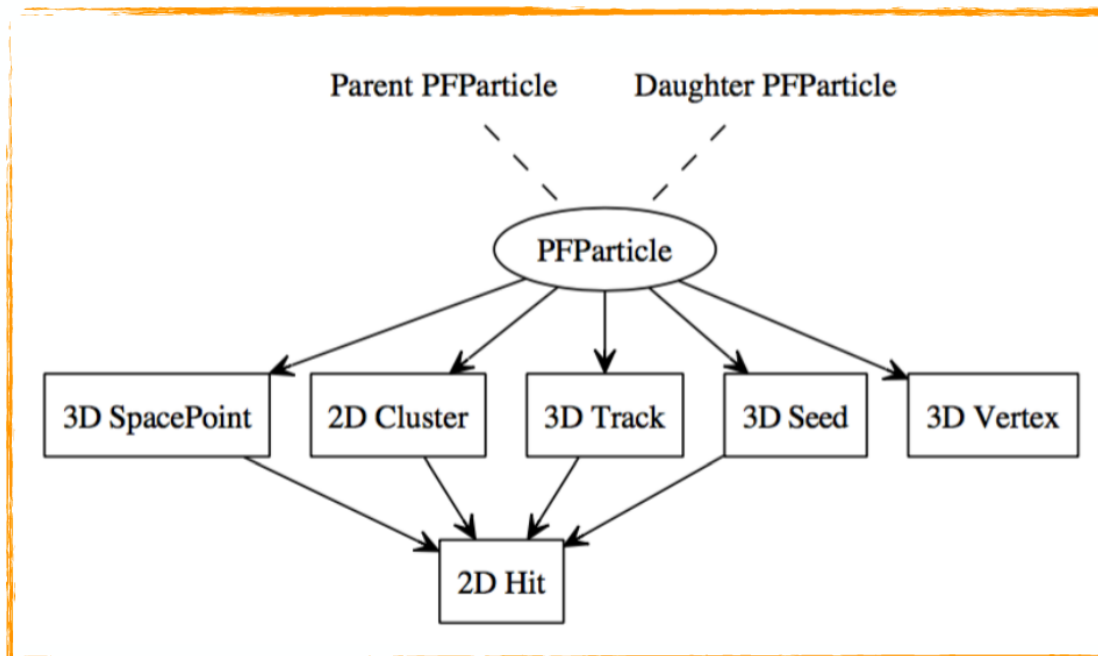 Parent PFParticle
Daughter PFParticle
PFParticle
3D SpacePoint
2D Cluster
3D Track
3D Seed
3D Vertex
2D Hit